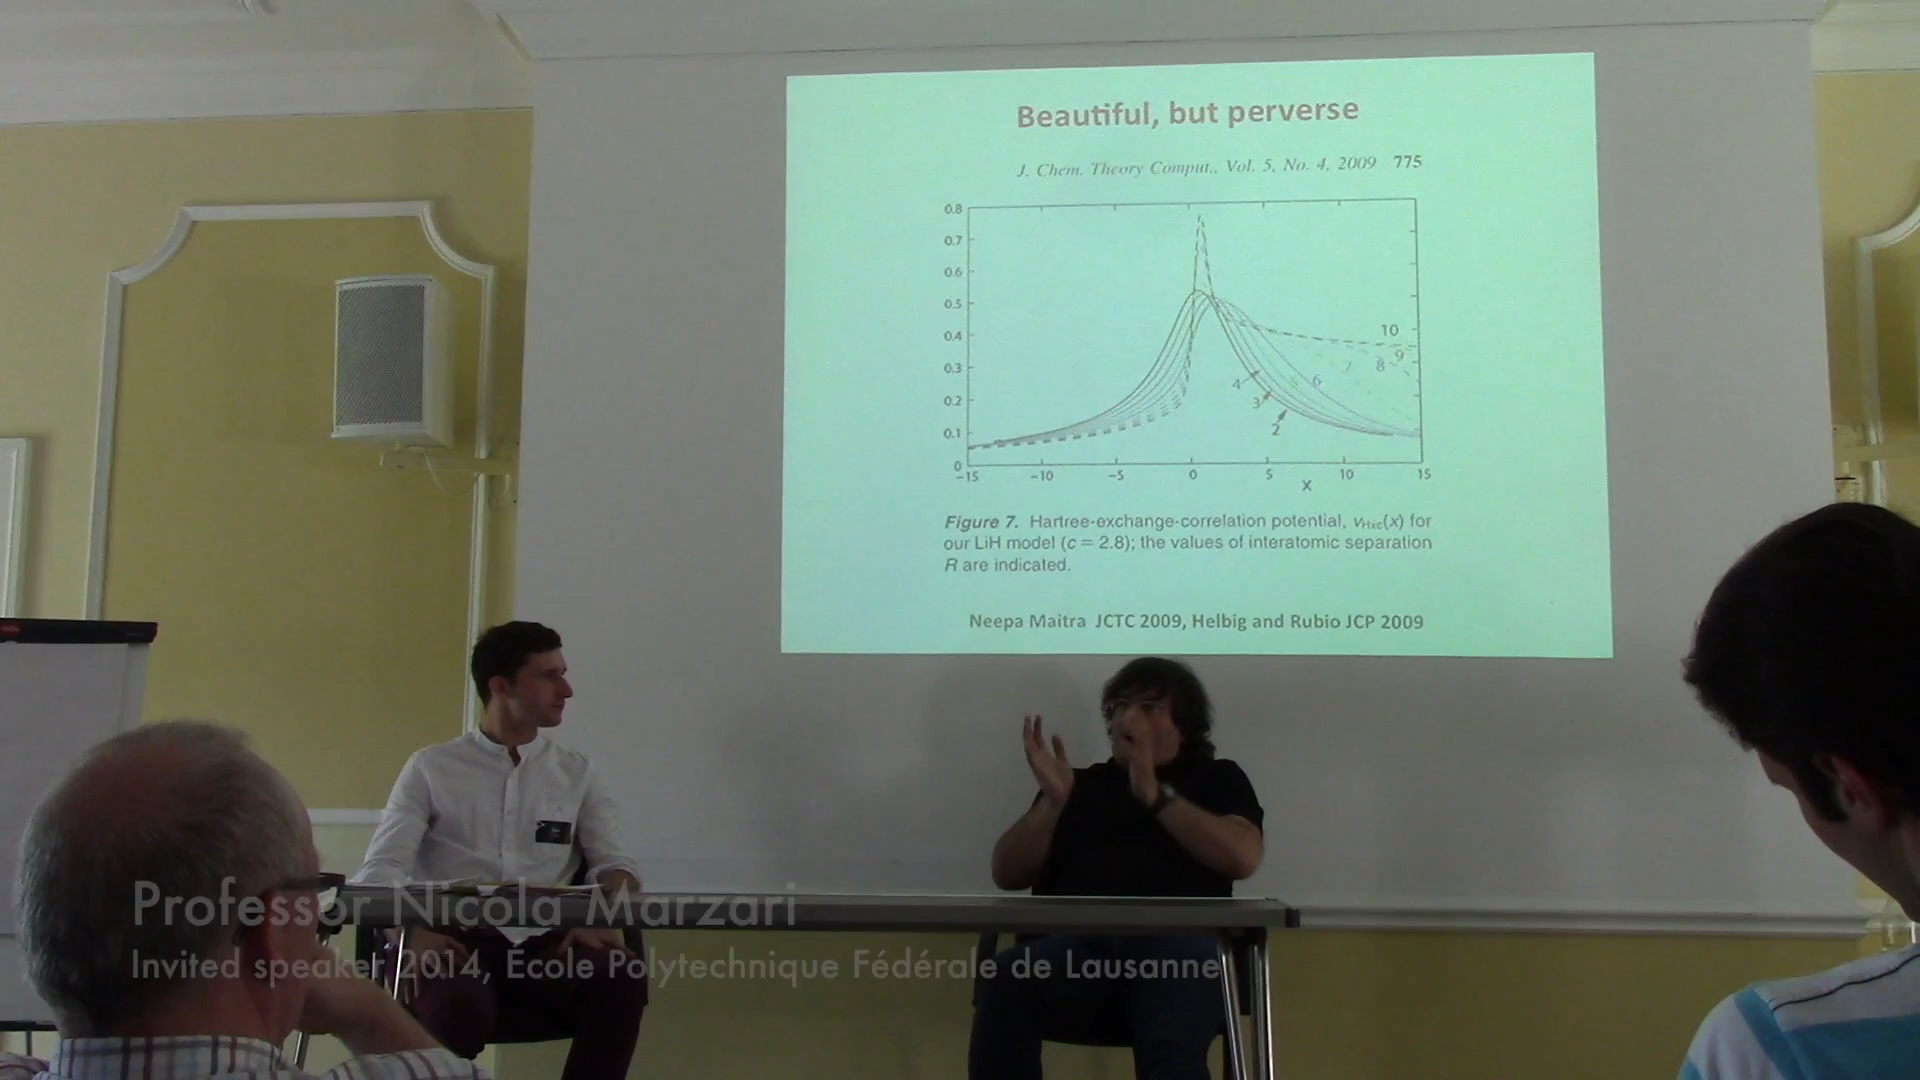 Beautiful, but perverse
J. Chem. Theory Comput., Vol. 5, No. 4, 2009 775
0.8
0.7
0.6
0.5
0.4
0.3
0.2
0.1
0
10
9
8
7
6
5
4
3
2
-15 -10 -5 0 5 10 15
x
Figure 7. Hartree-exchange-correlation potential, vHxc(x) for
our LiH model (c = 2.8); the values of interatomic separation
R are indicated.
Neepa Maitra JCTC 2009, Helbig and Rubio JCP 2009
Professor Nicola Marzari
Invited speaker 2014, École Polytechnique Fédérale de Lausanne